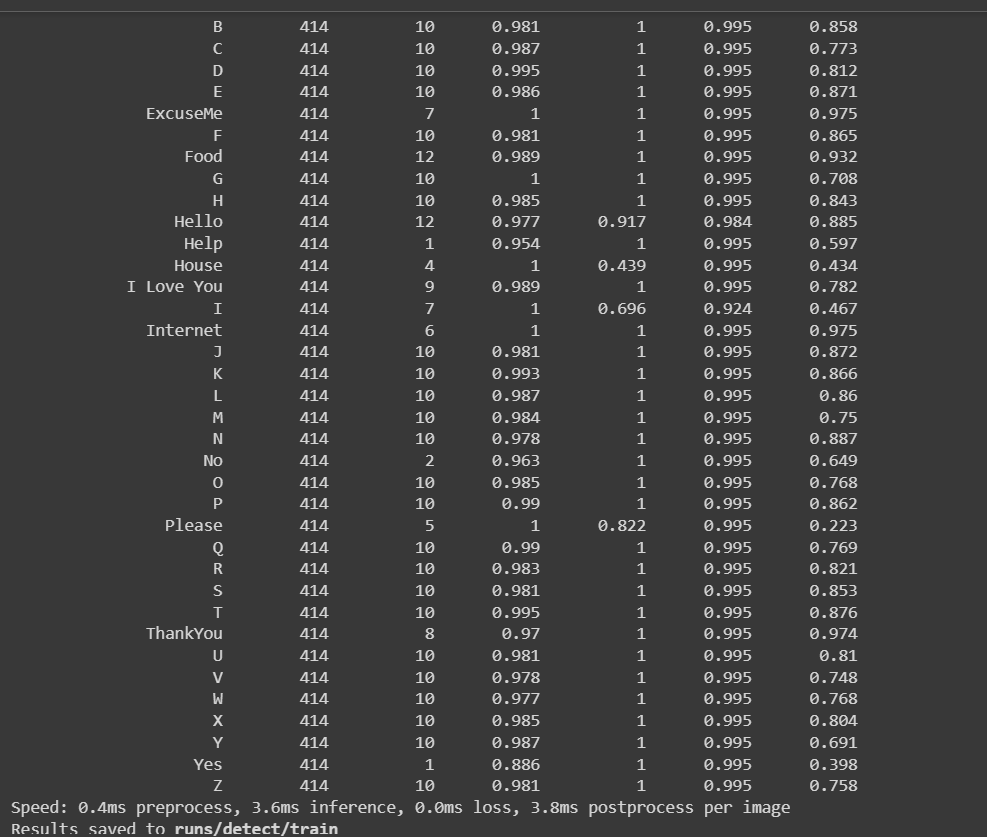 B 414 10 0.981 1 0.995 0.858
C 414 10 0.987 1 0.995 0.773
D 414 10 0.995 1 0.995 0.812
E 414 10 0.986 1 0.995 0.871
ExcuseMe 414 7 1 1 0.995 0.975
F 414 10 0.981 1 0.995 0.865
Food 414 12 0.989 1 0.995 0.932
G 414 10 1 1 0.995 0.708
H 414 10 0.985 1 0.995 0.843
Hello 414 12 0.977 0.917 0.984 0.885
Help 414 1 0.954 1 0.995 0.597
House 414 4 1 0.439 0.995 0.434
I Love You 414 9 0.989 1 0.995 0.782
I 414 7 1 0.696 0.924 0.467
Internet 414 6 1 1 0.995 0.975
J 414 10 0.981 1 0.995 0.872
K 414 10 0.993 1 0.995 0.866
L 414 10 0.987 1 0.995 0.86
M 414 10 0.984 1 0.995 0.75
N 414 10 0.978 1 0.995 0.887
No 414 2 0.963 1 0.995 0.649
O 414 10 0.985 1 0.995 0.768
P 414 10 0.99 1 0.995 0.862
Please 414 5 1 0.822 0.995 0.223
Q 414 10 0.99 1 0.995 0.769
R 414 10 0.983 1 0.995 0.821
S 414 10 0.981 1 0.995 0.853
T 414 10 0.995 1 0.995 0.876
ThankYou 414 8 0.97 1 0.995 0.974
U 414 10 0.981 1 0.995 0.81
V 414 10 0.978 1 0.995 0.748
W 414 10 0.977 1 0.995 0.768
X 414 10 0.985 1 0.995 0.804
Y 414 10 0.987 1 0.995 0.691
Yes 414 1 0.886 1 0.995 0.398
Z 414 10 0.981 1 0.995 0.758
Speed: 0.4ms preprocess, 3.6ms inference, 0.0ms loss, 3.8ms postprocess per image
Results saved to runs/detect/train